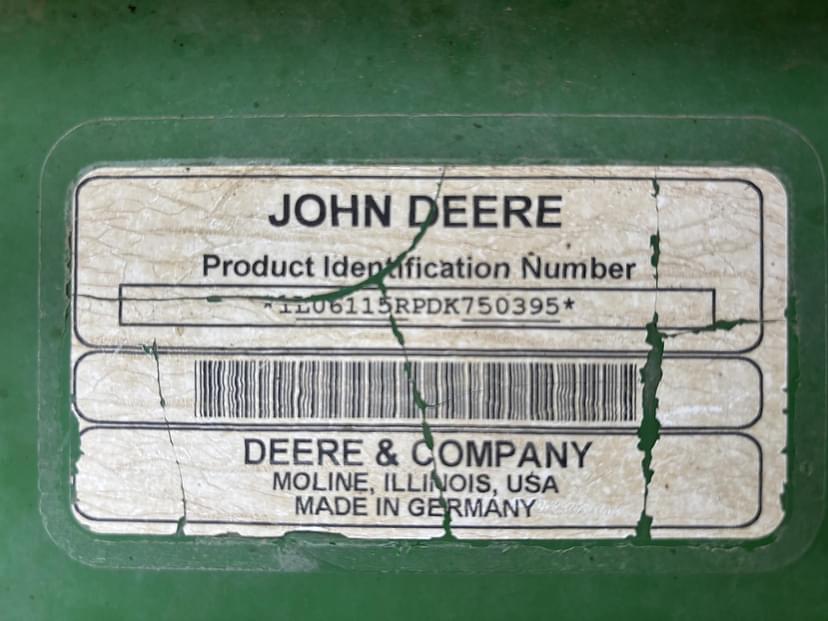 JOHN DEERE
Product Identification Number
*1L06115RPDK750395*
DEERE & COMPANY
MOLINE, ILLINOIS, USA
MADE IN GERMANY